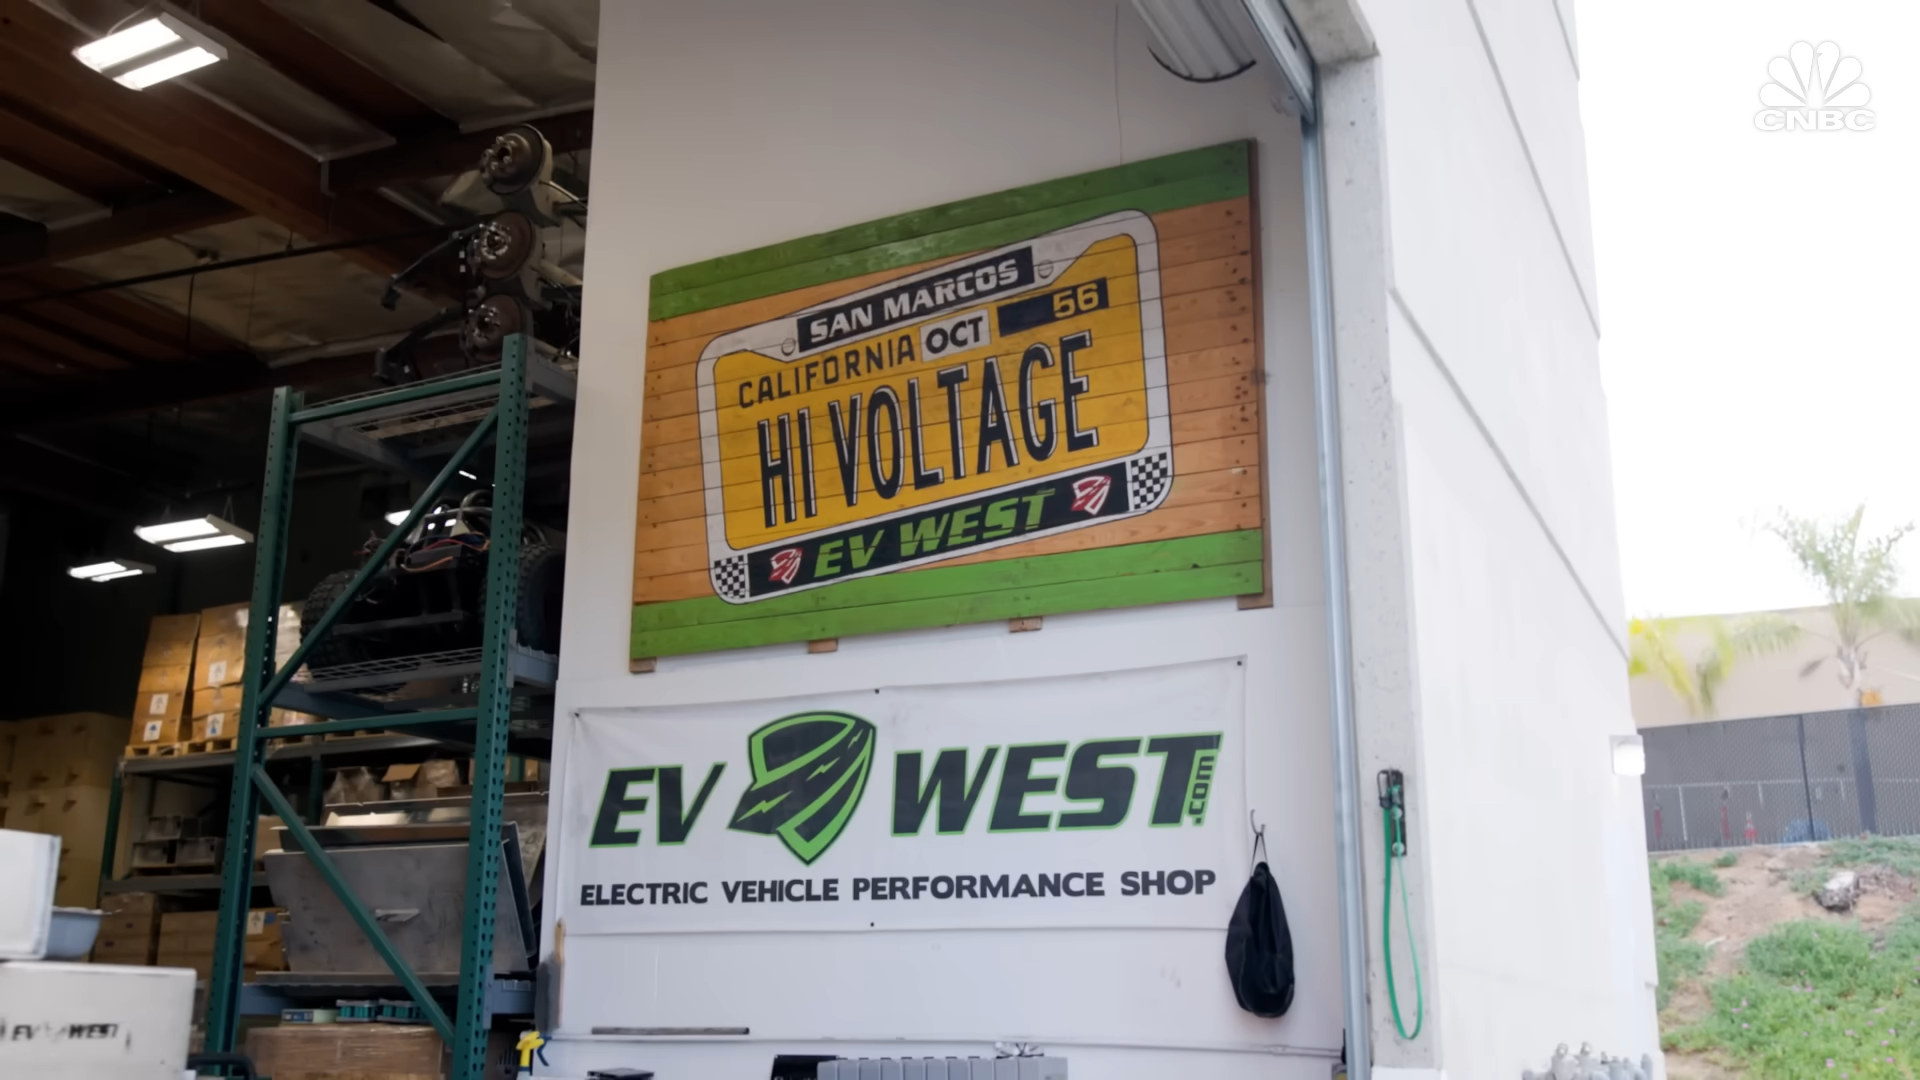 CNBC
SAN MARCOS
CALIFORNIA OCT 56
HI VOLTAGE
EV WEST
EV WEST.com
ELECTRIC VEHICLE PERFORMANCE SHOP
EV WEST